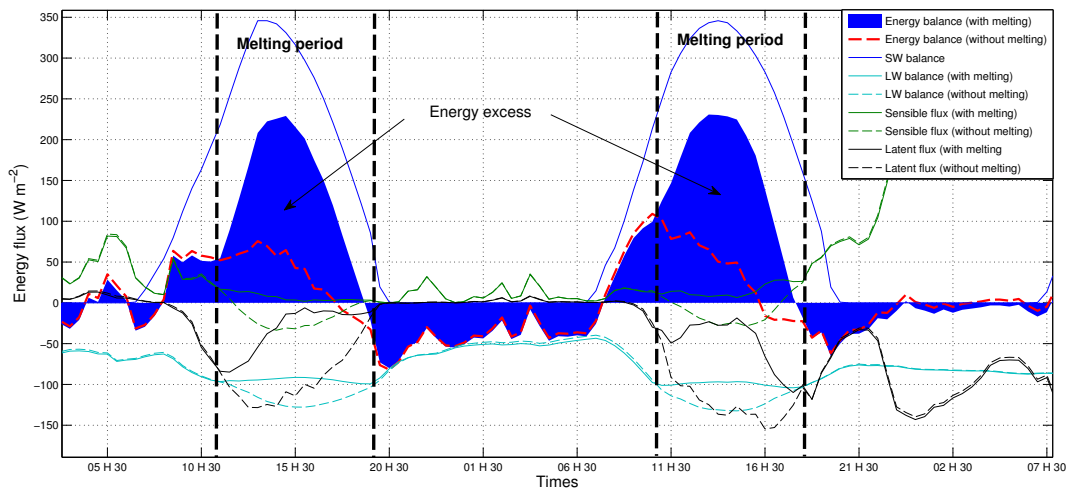 350
300
250
200
150
100
50
0
−50
−100
−150
Energy flux (W m−2)
Melting period
Melting period
Energy excess
Energy balance (with melting)
Energy balance (without melting)
SW balance
LW balance (with melting)
LW balance (without melting)
Sensible flux (with melting)
Sensible flux (without melting)
Latent flux (with melting
Latent flux (without melting)
05 H 30
10 H 30
15 H 30
20 H 30
01 H 30
06 H 30
11 H 30
16 H 30
21 H 30
02 H 30
07 H 30
Times